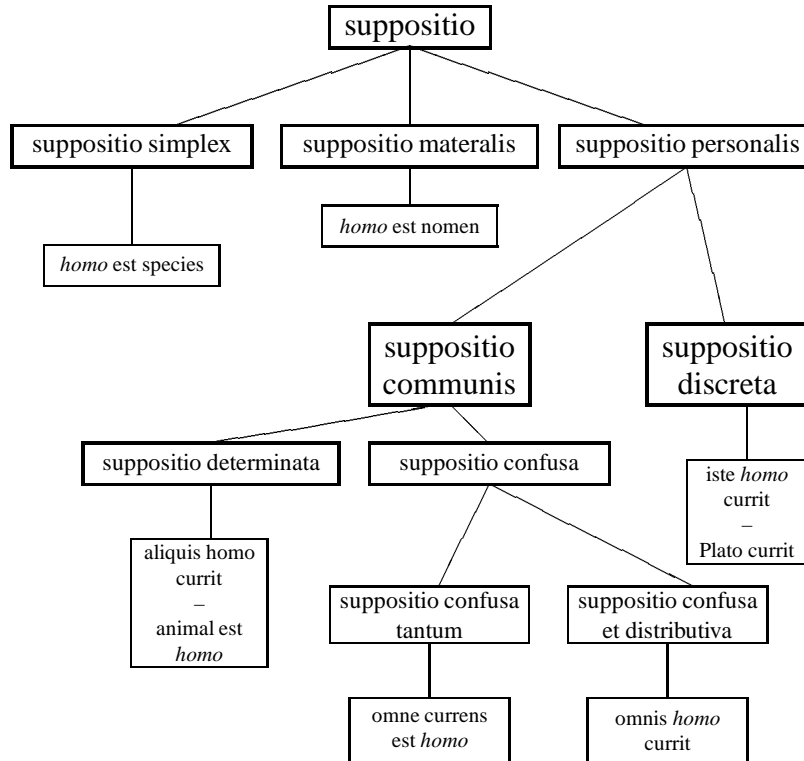 suppositio
suppositio simplex
suppositio materalis
suppositio personalis
homo est nomen
homo est species
suppositio
communis
suppositio
discreta
suppositio determinata
suppositio confusa
iste homo
currit
–
Plato currit
aliquis homo
currit
–
animal est
homo
suppositio confusa
tantum
suppositio confusa
et distributiva
omne currens
est homo
omnis homo
currit